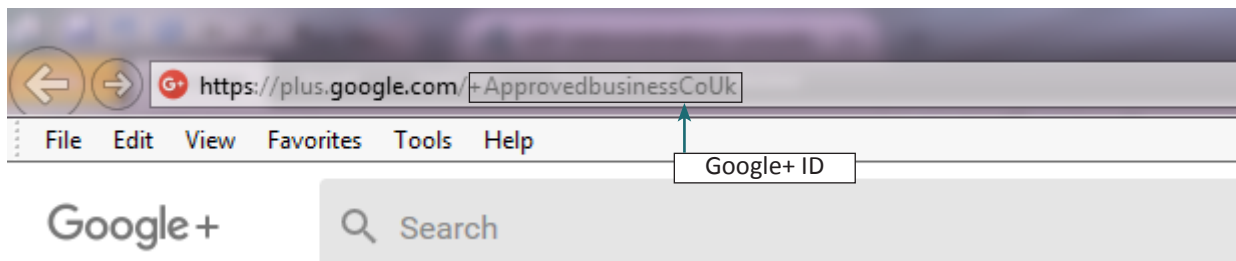 https://plus.google.com/+ApprovedbusinessCoUk
File Edit View Favorites Tools Help
Google+ ID
Google+ Search